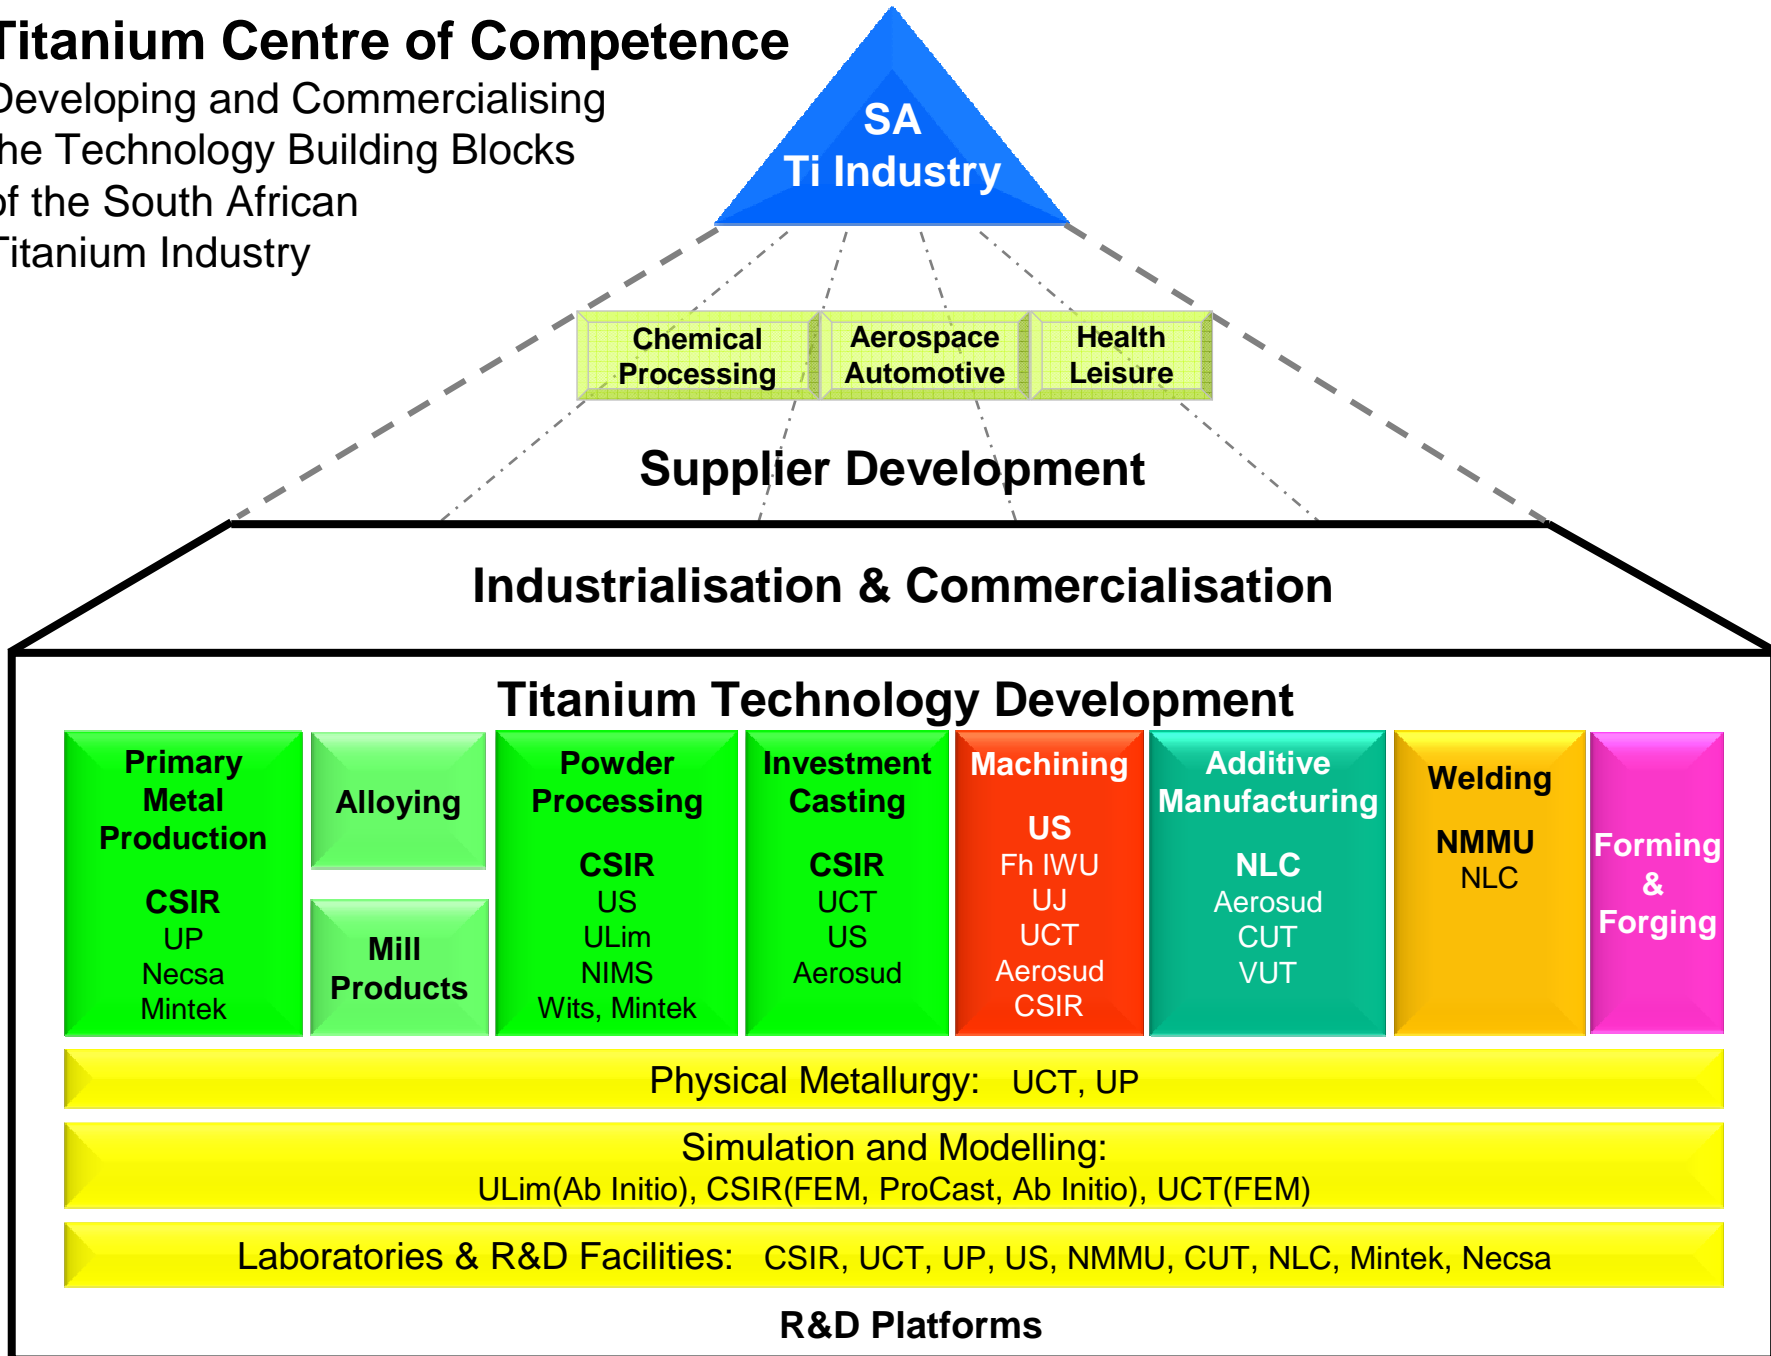 Titanium Centre of Competence
Developing and Commercialising
the Technology Building Blocks
of the South African
Titanium Industry
SA
Ti Industry
Chemical
Processing
Aerospace
Automotive
Health
Leisure
Supplier Development
Industrialisation & Commercialisation
Titanium Technology Development
Primary
Metal
Production
CSIR
UP
Necsa
Mintek
Alloying
Mill
Products
Powder
Processing
CSIR
US
ULim
NIMS
Wits, Mintek
Investment
Casting
CSIR
UCT
US
Aerosud
Machining
US
Fh IWU
UJ
UCT
Aerosud
CSIR
Additive
Manufacturing
NLC
Aerosud
CUT
VUT
Welding
NMMU
NLC
Forming
&
Forging
Physical Metallurgy: UCT, UP
Simulation and Modelling:
ULim(Ab Initio), CSIR(FEM, ProCast, Ab Initio), UCT(FEM)
Laboratories & R&D Facilities: CSIR, UCT, UP, US, NMMU, CUT, NLC, Mintek, Necsa
R&D Platforms